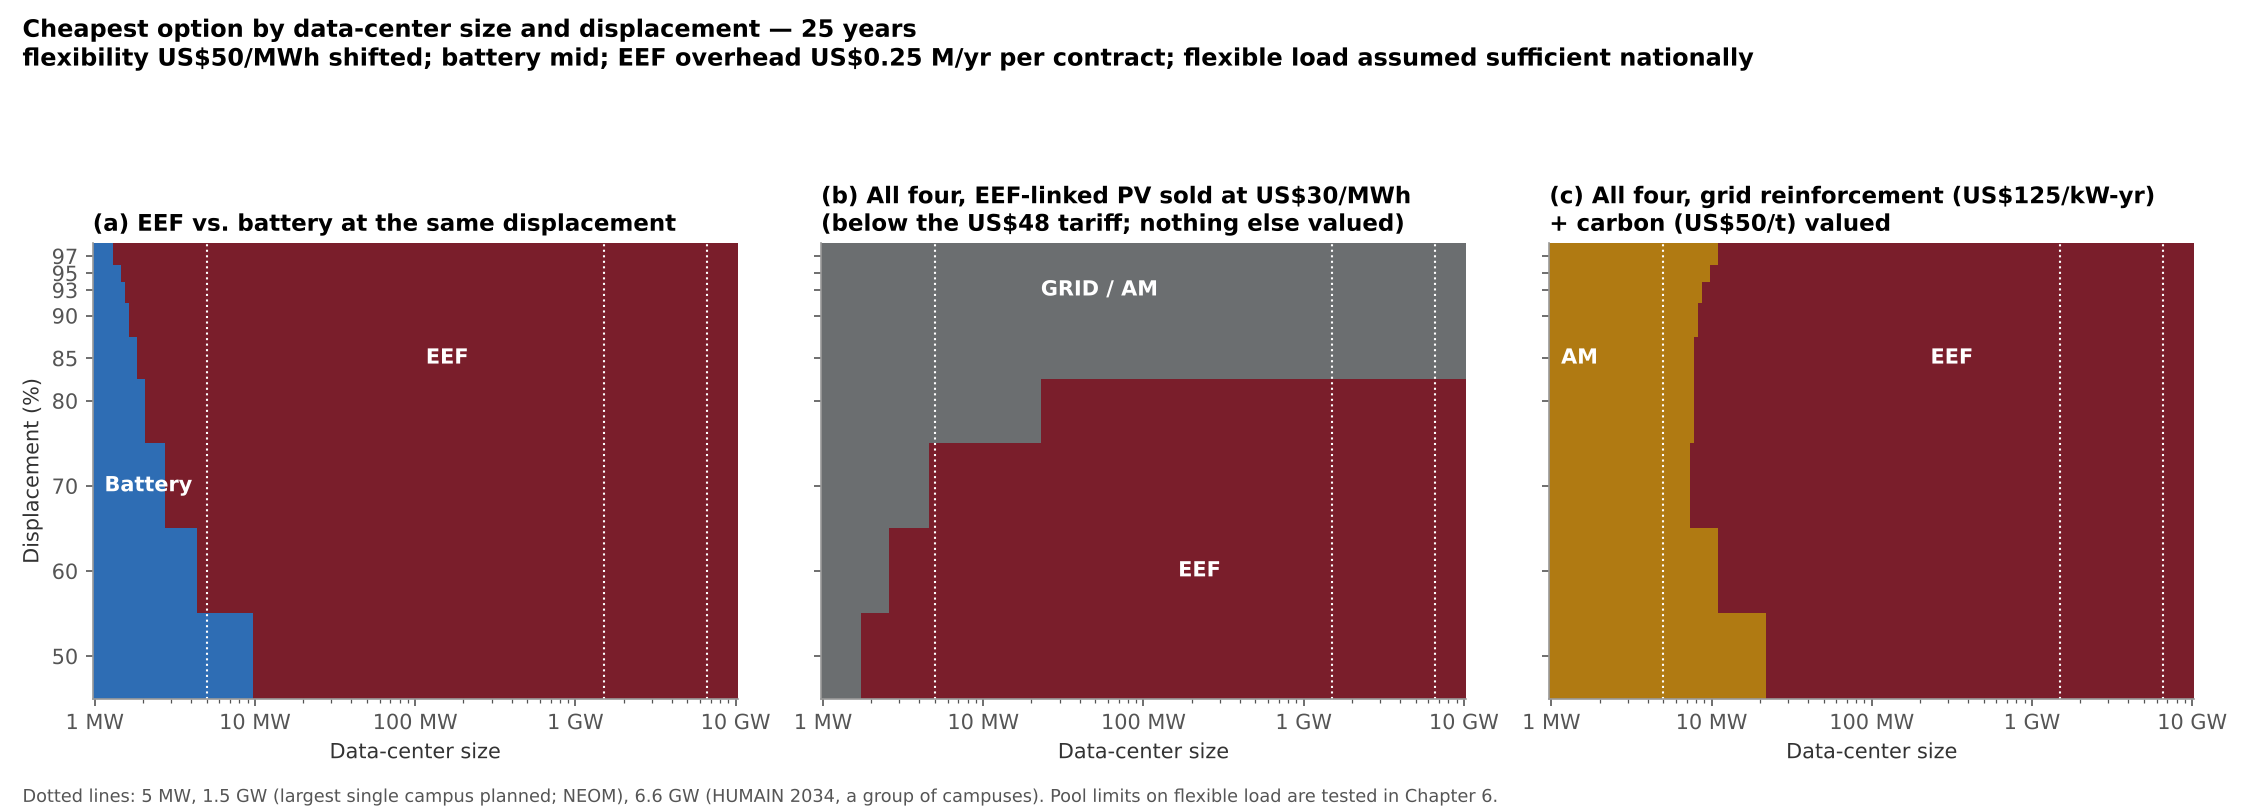 Cheapest option by data-center size and displacement — 25 years
flexibility US$50/MWh shifted; battery mid; EEF overhead US$0.25 M/yr per contract; flexible load assumed sufficient nationally
(a) EEF vs. battery at the same displacement
(b) All four, EEF-linked PV sold at US$30/MWh
(below the US$48 tariff; nothing else valued)
(c) All four, grid reinforcement (US$125/kW-yr)
+ carbon (US$50/t) valued
Displacement (%)
97
95
93
90
85
80
70
60
50
EEF
Battery
1 MW
10 MW
100 MW
1 GW
10 GW
Data-center size
GRID / AM
EEF
1 MW
10 MW
100 MW
1 GW
10 GW
Data-center size
AM
EEF
1 MW
10 MW
100 MW
1 GW
10 GW
Data-center size
Dotted lines: 5 MW, 1.5 GW (largest single campus planned; NEOM), 6.6 GW (HUMAIN 2034, a group of campuses). Pool limits on flexible load are tested in Chapter 6.